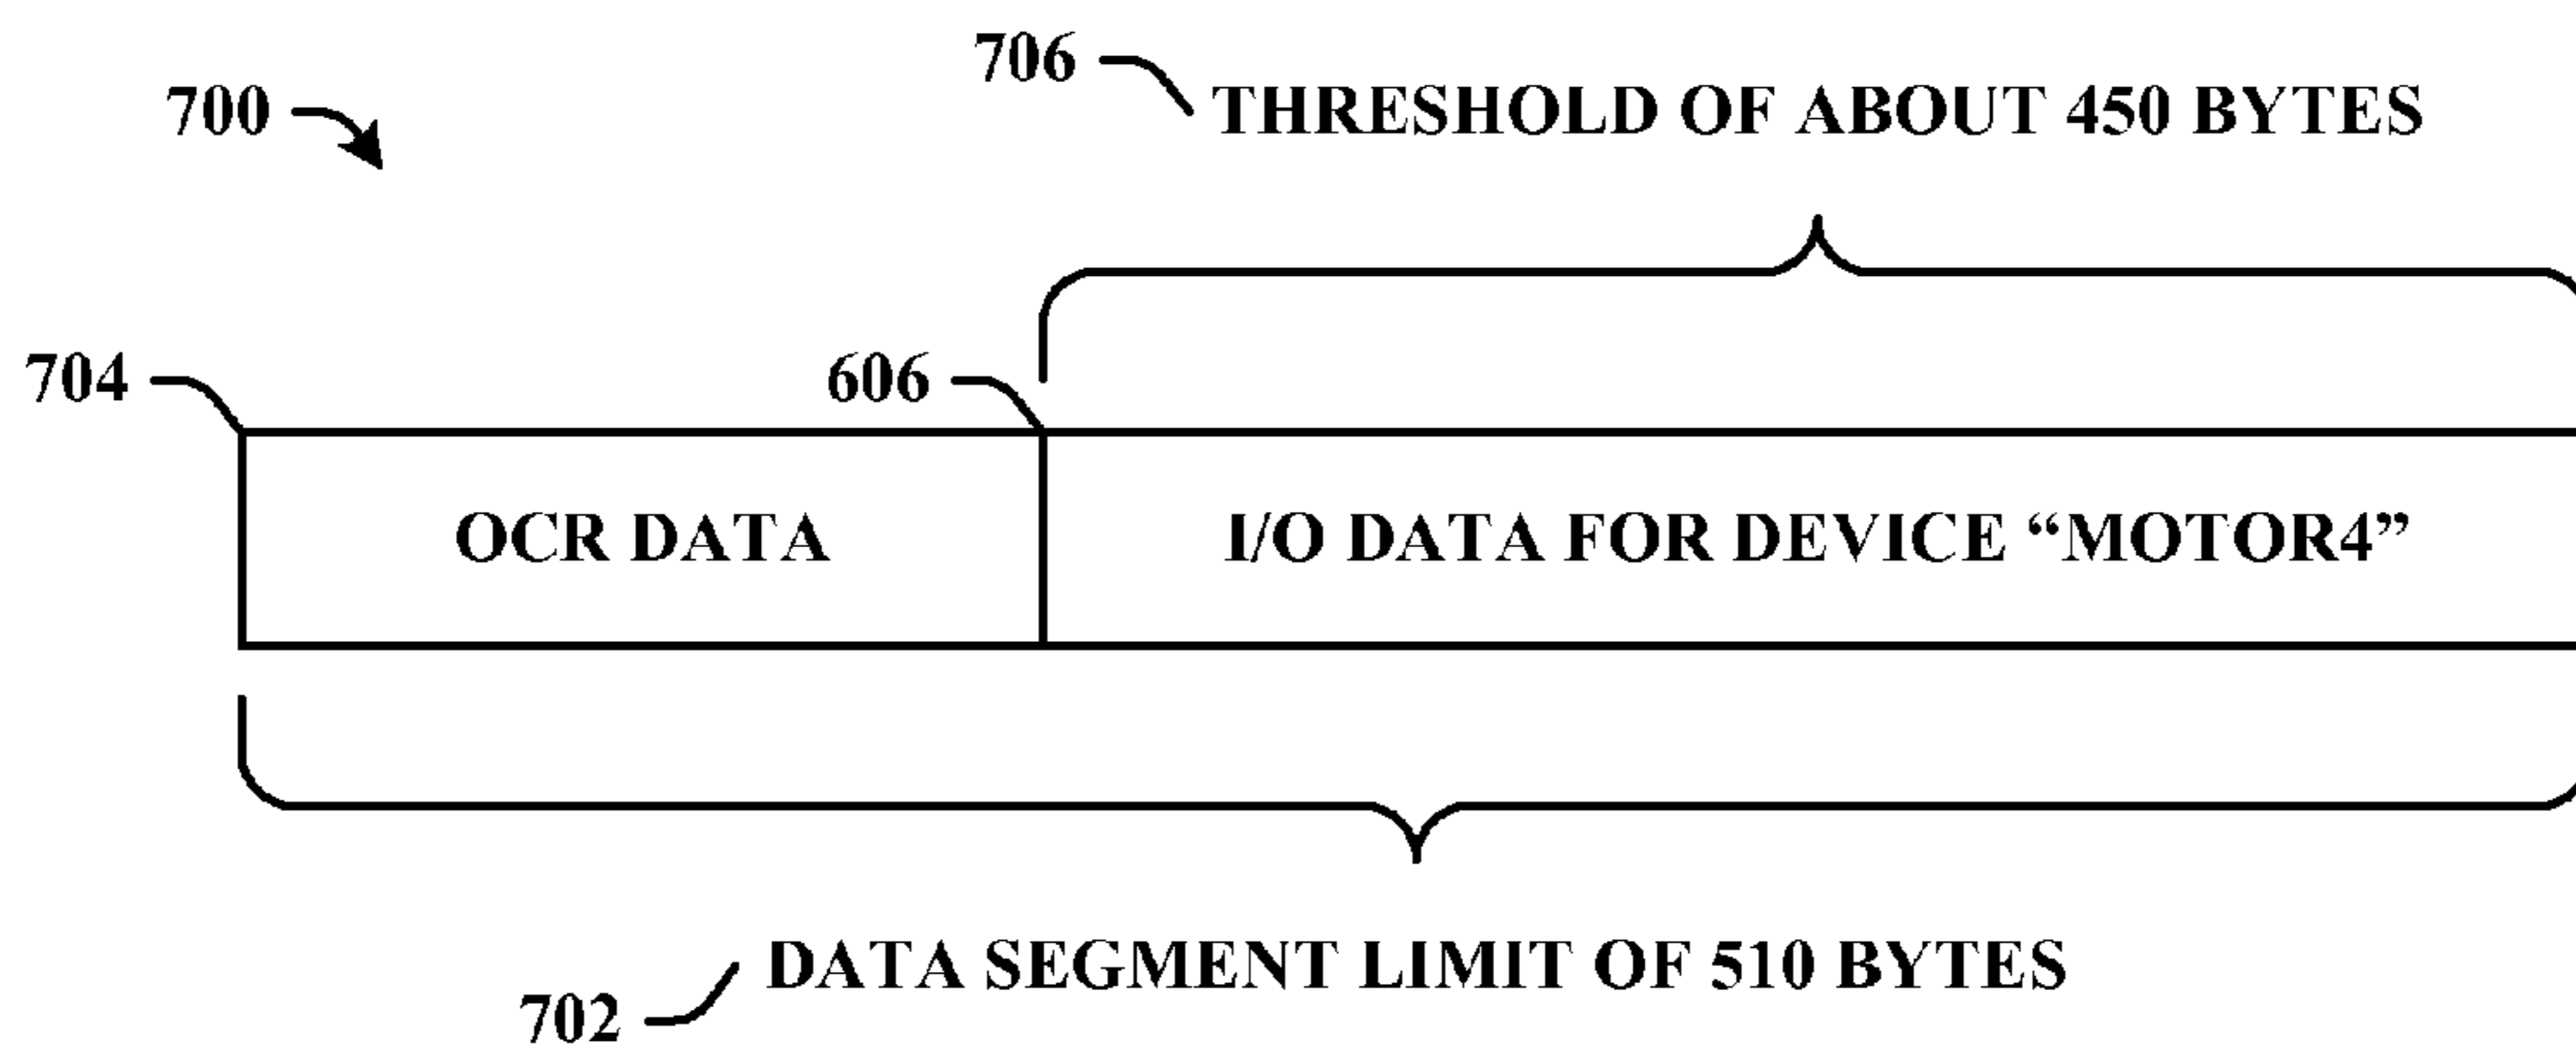 706
THRESHOLD OF ABOUT 450 BYTES
700
704
606
OCR DATA
I/O DATA FOR DEVICE “MOTOR4”
DATA SEGMENT LIMIT OF 510 BYTES
702